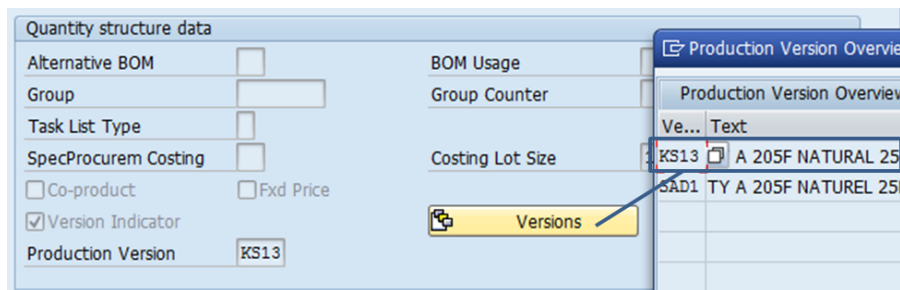 Quantity structure data
Alternative BOM
BOM Usage
Group
Group Counter
Task List Type
SpecProcurem Costing
Costing Lot Size
Co-product
Fxd Price
Version Indicator
Versions
Production Version
KS13
Production Version Overvie
Production Version Overview
Ve... Text
KS13 A 205F NATURAL 25
SAD1 TY A 205F NATUREL 25